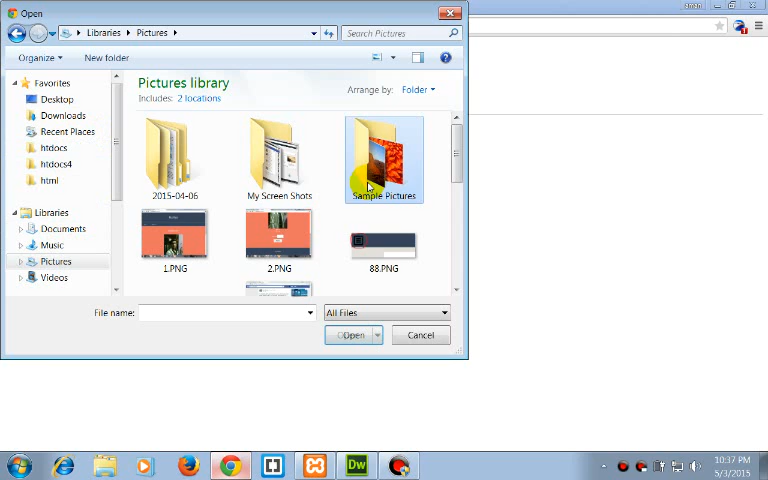 Open
Libraries
Pictures
Search Pictures
Organize
New folder
Favorites
Desktop
Downloads
Recent Places
htdocs
htdocs4
html
Libraries
Documents
Music
Pictures
Videos
Pictures library
Includes: 2 locations
Arrange by: Folder
2015-04-06
My Screen Shots
Sample Pictures
1.PNG
2.PNG
88.PNG
File name:
All Files
Open
Cancel
Dw
10:37 PM
5/3/2015